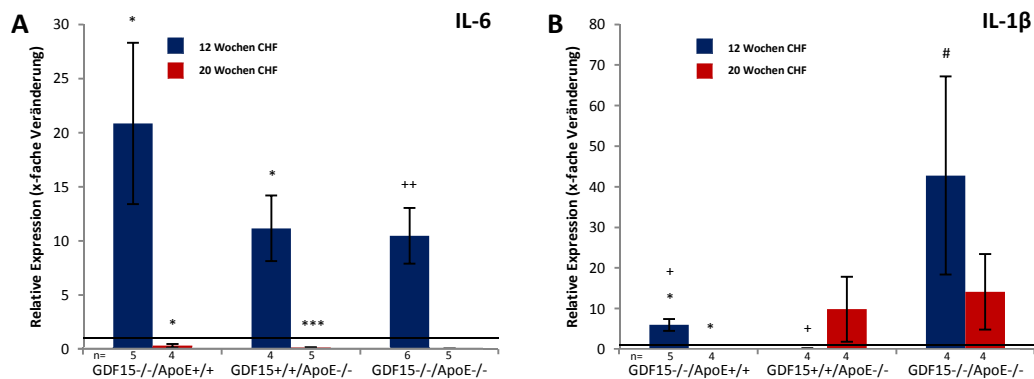 A
IL-6
Relative Expression (x-fache Veränderung)
30
25
20
15
10
5
0
12 Wochen CHF
20 Wochen CHF
*
*
*
***
++
n= 5 4 4 5 6 5
GDF15-/-/ApoE+/+ GDF15+/+/ApoE-/- GDF15-/-/ApoE-/-
B
IL-1β
Relative Expression (x-fache Veränderung)
80
70
60
50
40
30
20
10
0
12 Wochen CHF
20 Wochen CHF
#
+
*
*
+
n= 5 4 4 4 4 4
GDF15-/-/ApoE+/+ GDF15+/+/ApoE-/- GDF15-/-/ApoE-/-